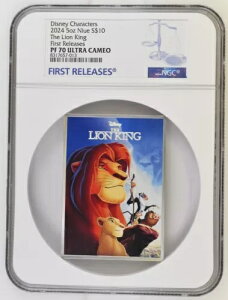 Disney Characters
2024 5oz Niue S$10
The Lion King
First Releases
PF 70 ULTRA CAMEO
FIRST RELEASES
NGC
Disney
THE
LION KING